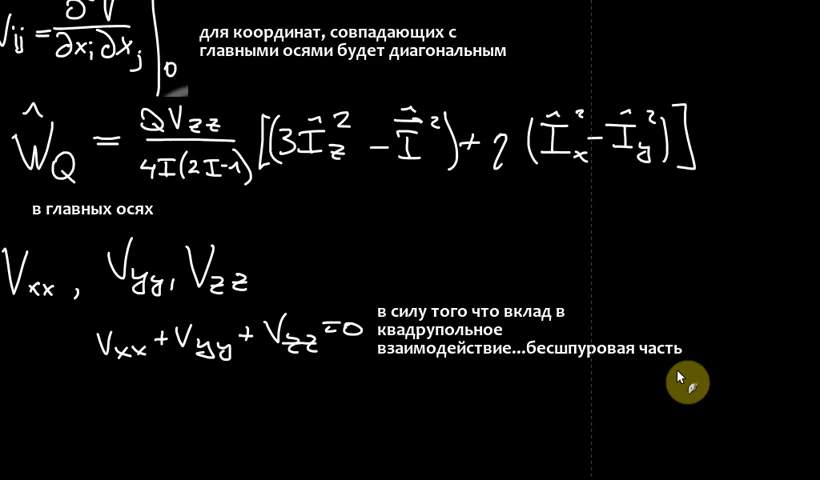 V_ij = ∂²V / ∂x_i ∂x_j |_0
для координат, совпадающих с
главными осями будет диагональным
Ŵ_Q = QV_zz / 4I(2I-1) [(3Î_z² - Î²) + η (Î_x² - Î_y²)]
в главных осях
V_xx, V_yy, V_zz
V_xx + V_yy + V_zz = 0
в силу того что вклад в
квадрупольное
взаимодействие...бесшпуровая часть